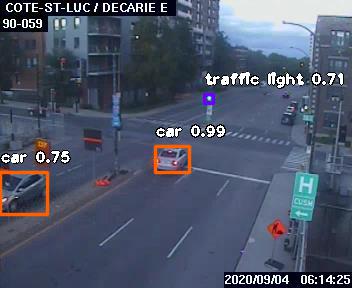 COTE-ST-LUC / DECARIE E
90-059
traffic light 0.71
car 0.99
car 0.75
H
CUSM
2020/09/04 06:14:25